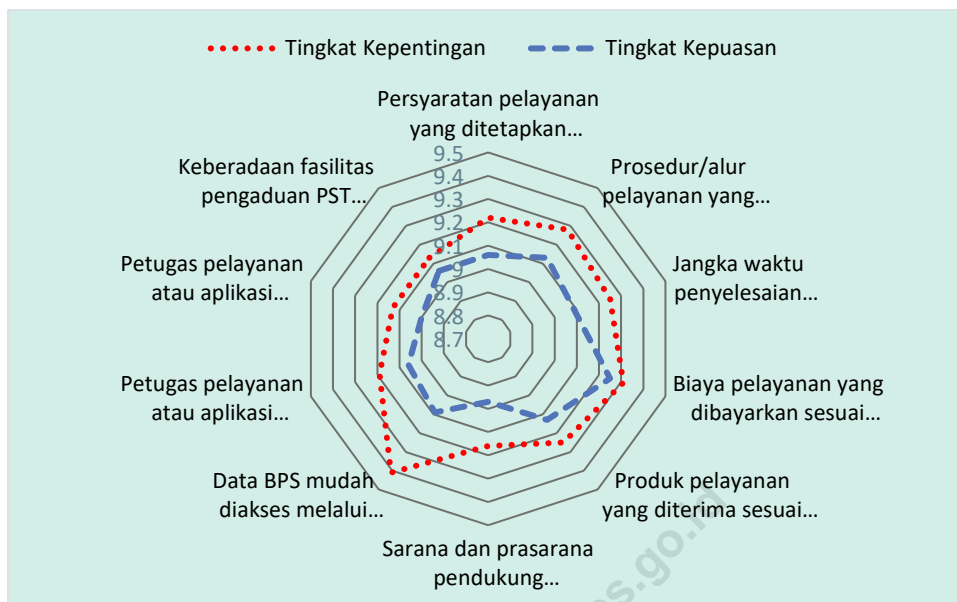 Tingkat Kepentingan
Tingkat Kepuasan
Persyaratan pelayanan
yang ditetapkan...
Prosedur/alur
pelayanan yang...
Jangka waktu
penyelesaian...
Biaya pelayanan yang
dibayarkan sesuai...
Produk pelayanan
yang diterima sesuai...
Sarana dan prasarana
pendukung...
Data BPS mudah
diakses melalui...
Petugas pelayanan
atau aplikasi...
Petugas pelayanan
atau aplikasi...
Keberadaan fasilitas
pengaduan PST...
9.5
9.4
9.3
9.2
9.1
9
8.9
8.8
8.7